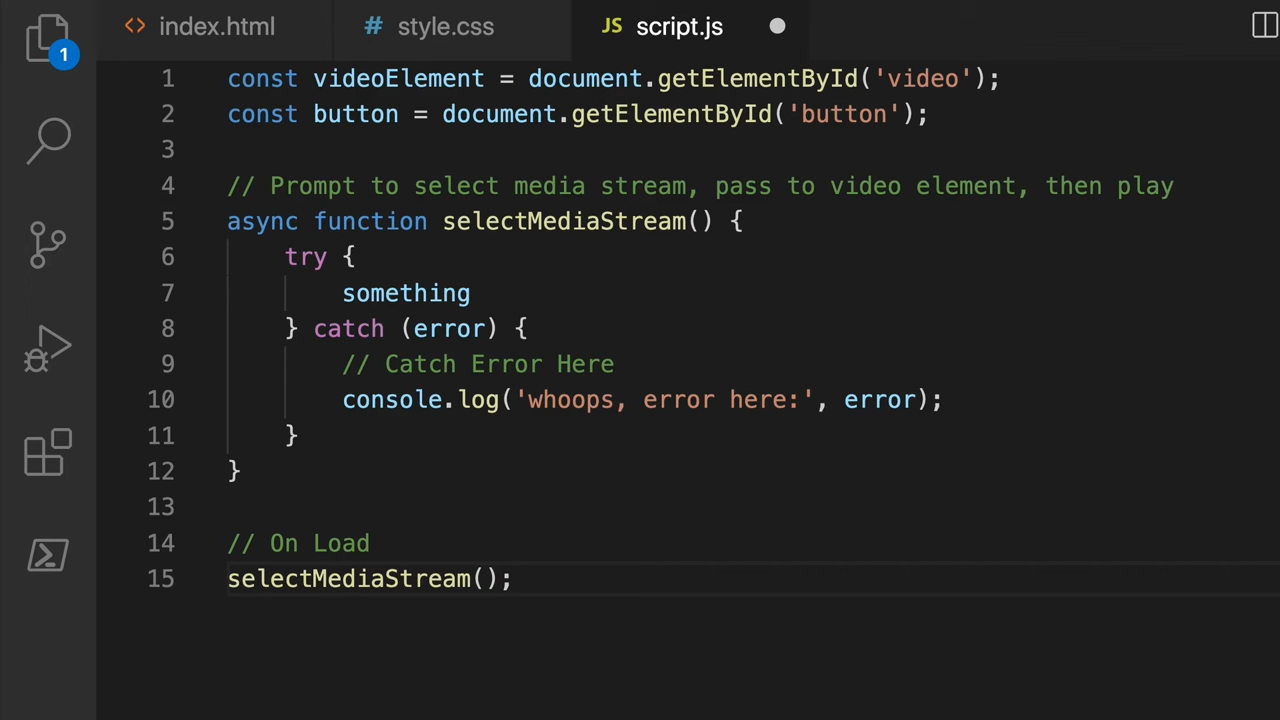 index.html
# style.css
JS script.js
1
1 const videoElement = document.getElementById('video');
2 const button = document.getElementById('button');
3
4 // Prompt to select media stream, pass to video element, then play
5 async function selectMediaStream() {
6     try {
7         something
8     } catch (error) {
9         // Catch Error Here
10         console.log('whoops, error here:', error);
11     }
12 }
13
14 // On Load
15 selectMediaStream();